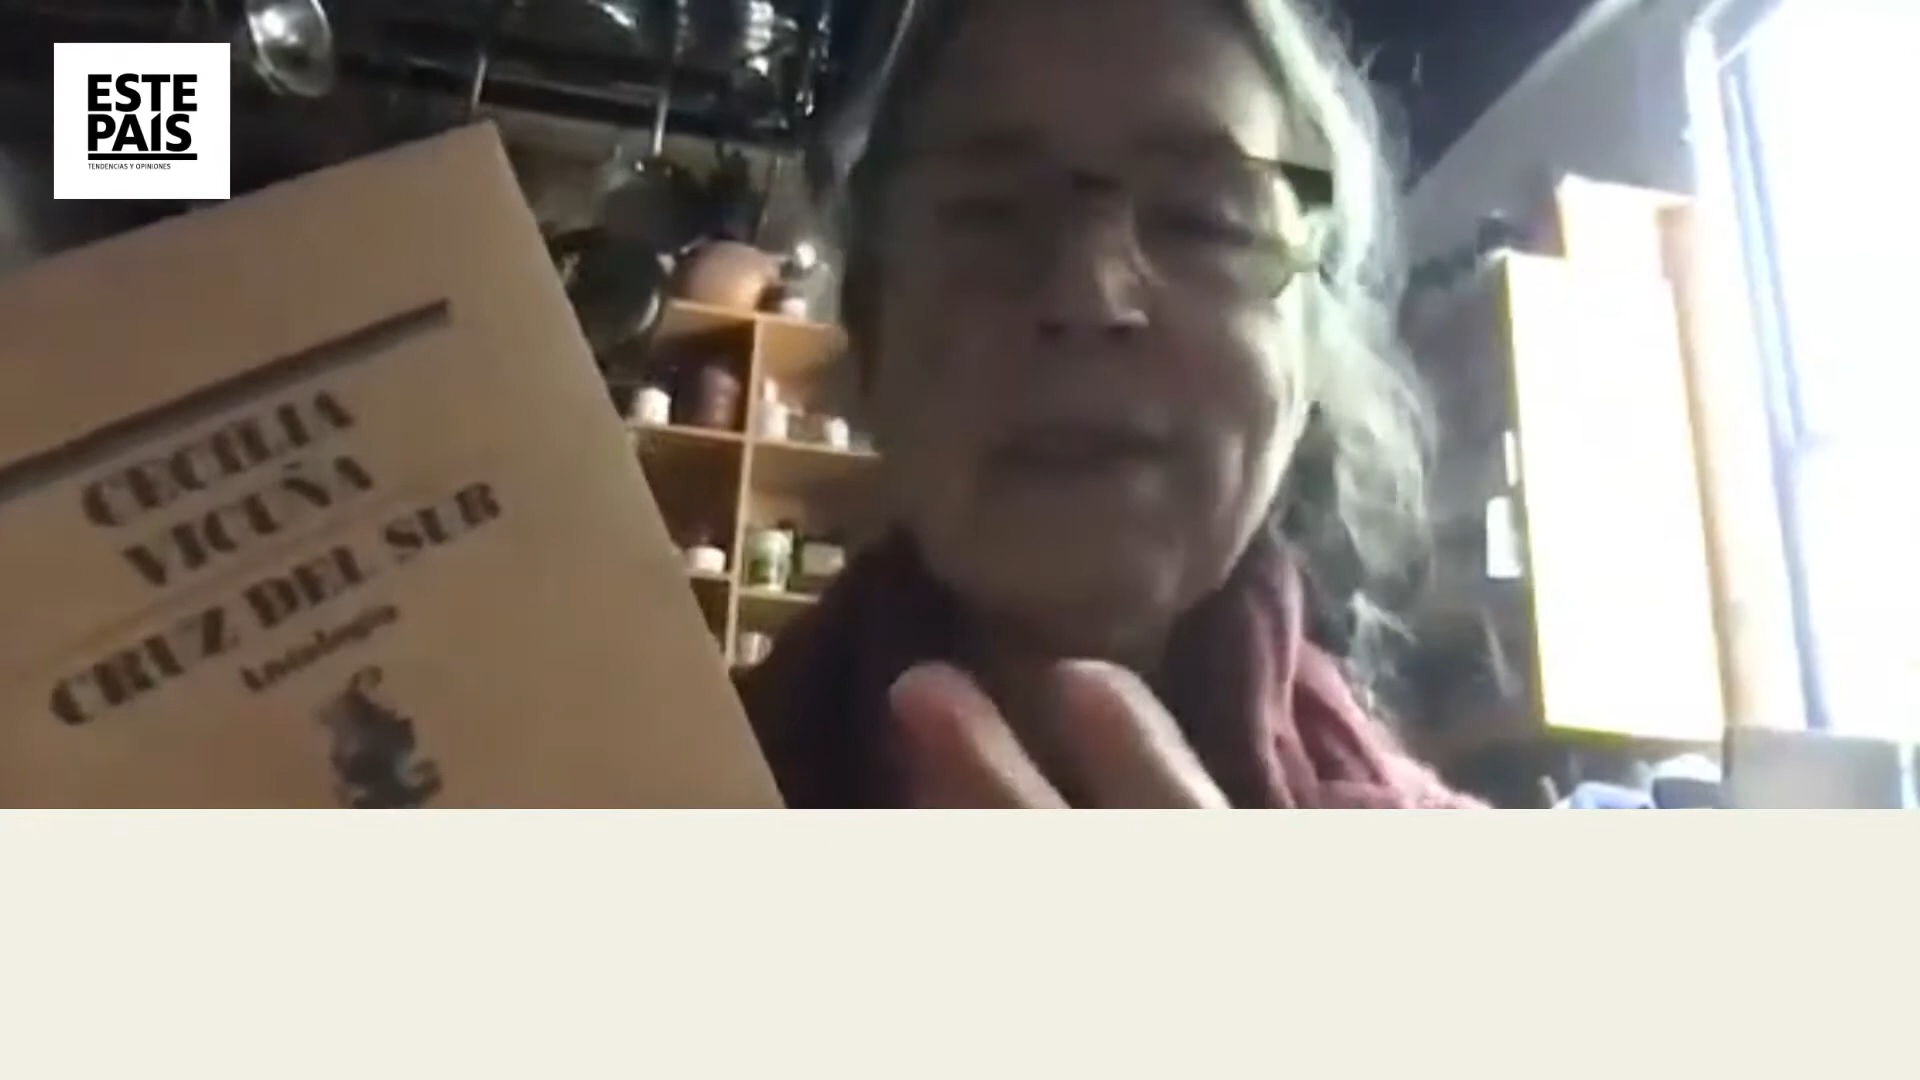 ESTE
PAIS
TENDENCIAS Y OPINIONES
CECILIA
VICUÑA
CRUZ DEL SUR
Antología